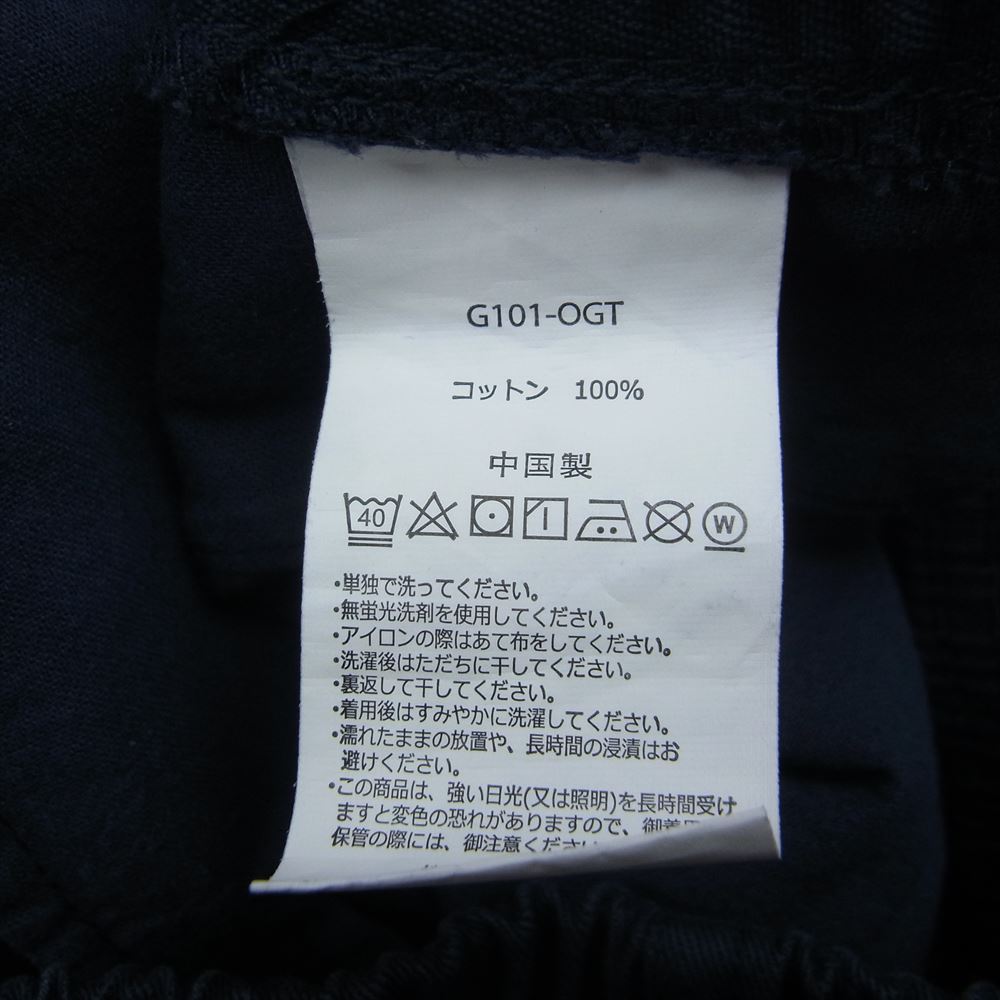 G101-OGT
コットン 100%
中国製
40
W
・単独で洗ってください。
・無蛍光洗剤を使用してください。
・アイロンの際はあて布をしてください。
・洗濯後はただちに干してください。
・裏返して干してください。
・着用後はすみやかに洗濯してください。
・濡れたままの放置や、長時間の浸漬はお
避けください。
・この商品は、強い日光(又は照明)を長時間受け
ますと変色の恐れがありますので、御着
保管の際には、御注意ください